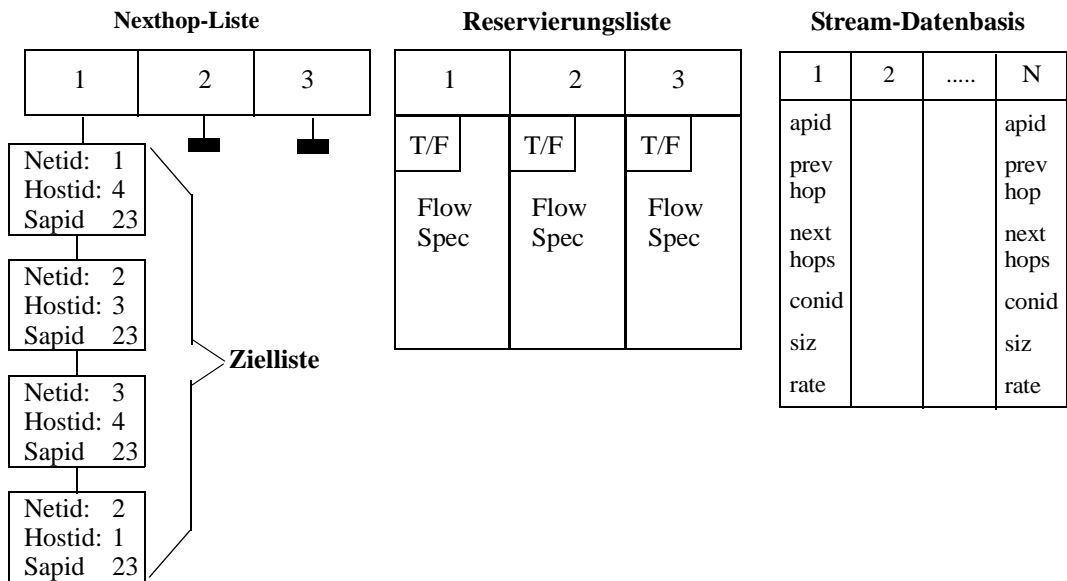 Nexthop-Liste
1 2 3
Netid: 1
Hostid: 4
Sapid 23
Netid: 2
Hostid: 3
Sapid 23
Netid: 3
Hostid: 4
Sapid 23
Netid: 2
Hostid: 1
Sapid 23
Zielliste
Reservierungsliste
1 2 3
T/F T/F T/F
Flow Flow Flow
Spec Spec Spec
Stream-Datenbasis
1 2 ..... N
apid apid
prev prev
hop hop
next next
hops hops
conid conid
siz siz
rate rate